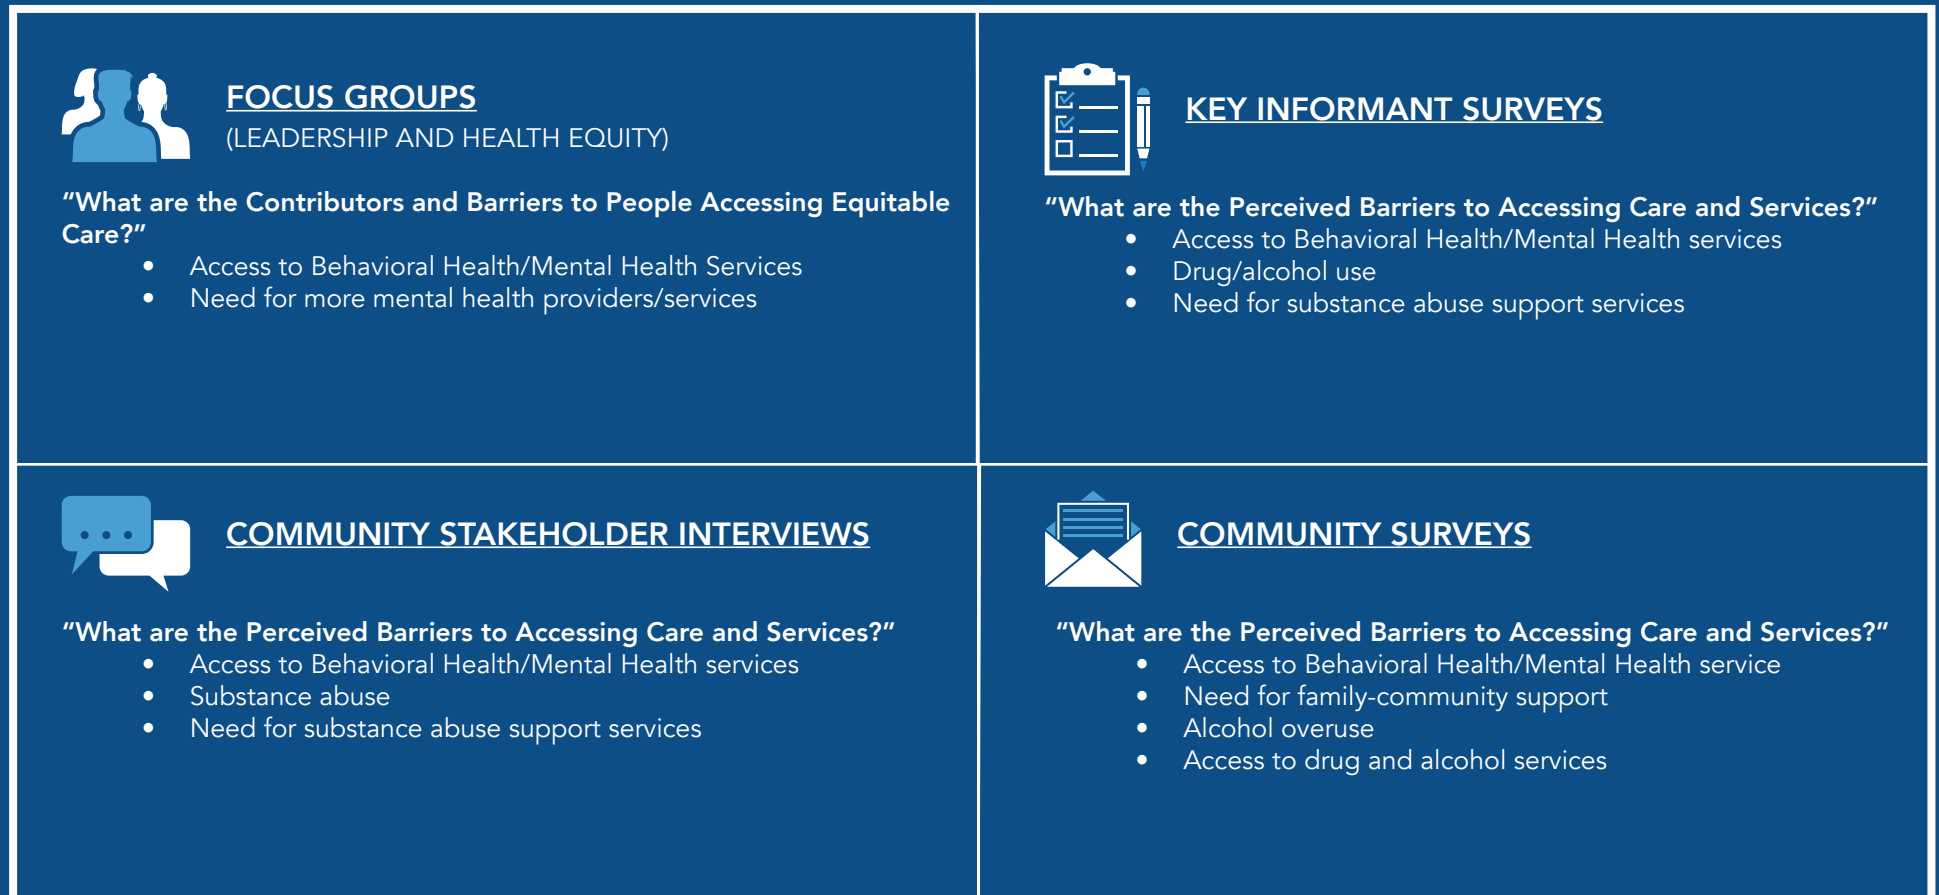 FOCUS GROUPS
(LEADERSHIP AND HEALTH EQUITY)
“What are the Contributors and Barriers to People Accessing Equitable
Care?”
• Access to Behavioral Health/Mental Health Services
• Need for more mental health providers/services
KEY INFORMANT SURVEYS
“What are the Perceived Barriers to Accessing Care and Services?”
• Access to Behavioral Health/Mental Health services
• Drug/alcohol use
• Need for substance abuse support services
COMMUNITY STAKEHOLDER INTERVIEWS
“What are the Perceived Barriers to Accessing Care and Services?”
• Access to Behavioral Health/Mental Health services
• Substance abuse
• Need for substance abuse support services
COMMUNITY SURVEYS
“What are the Perceived Barriers to Accessing Care and Services?”
• Access to Behavioral Health/Mental Health service
• Need for family-community support
• Alcohol overuse
• Access to drug and alcohol services